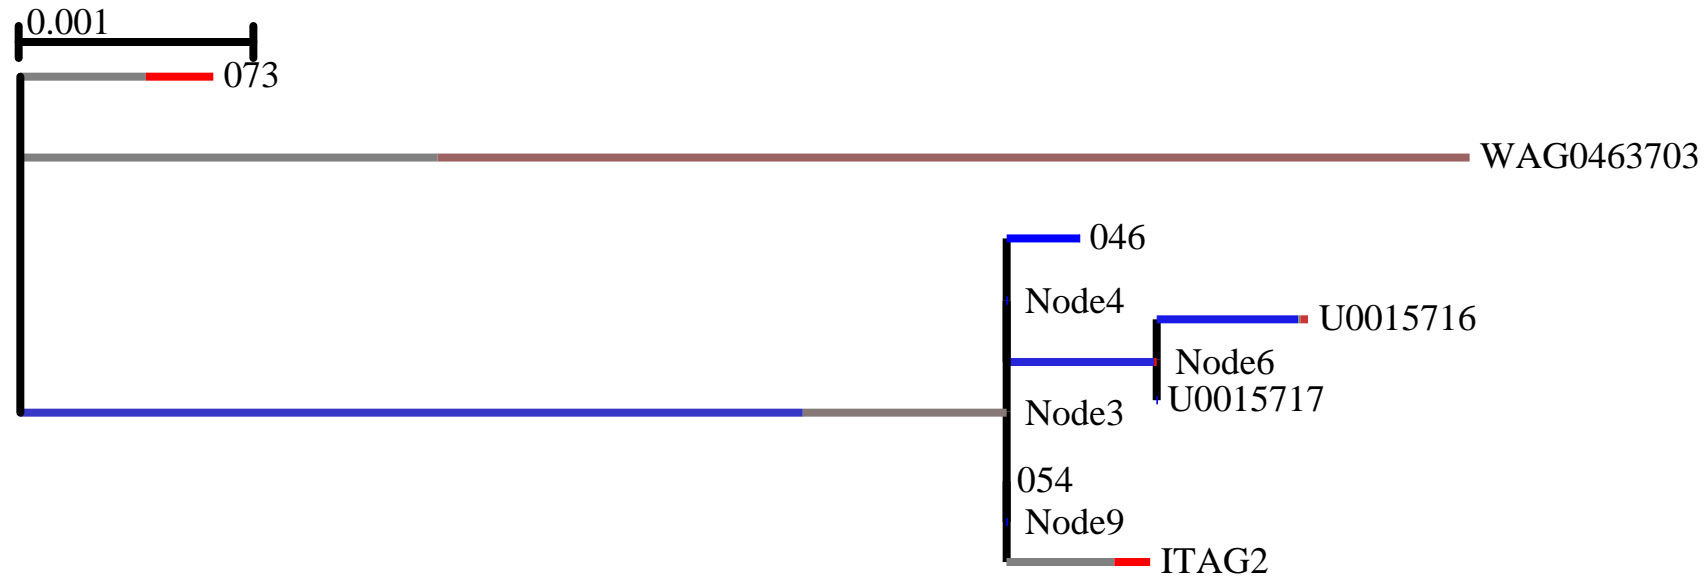 0.001
073
WAG0463703
046
Node4
U0015716
Node6
U0015717
Node3
054
Node9
ITAG2